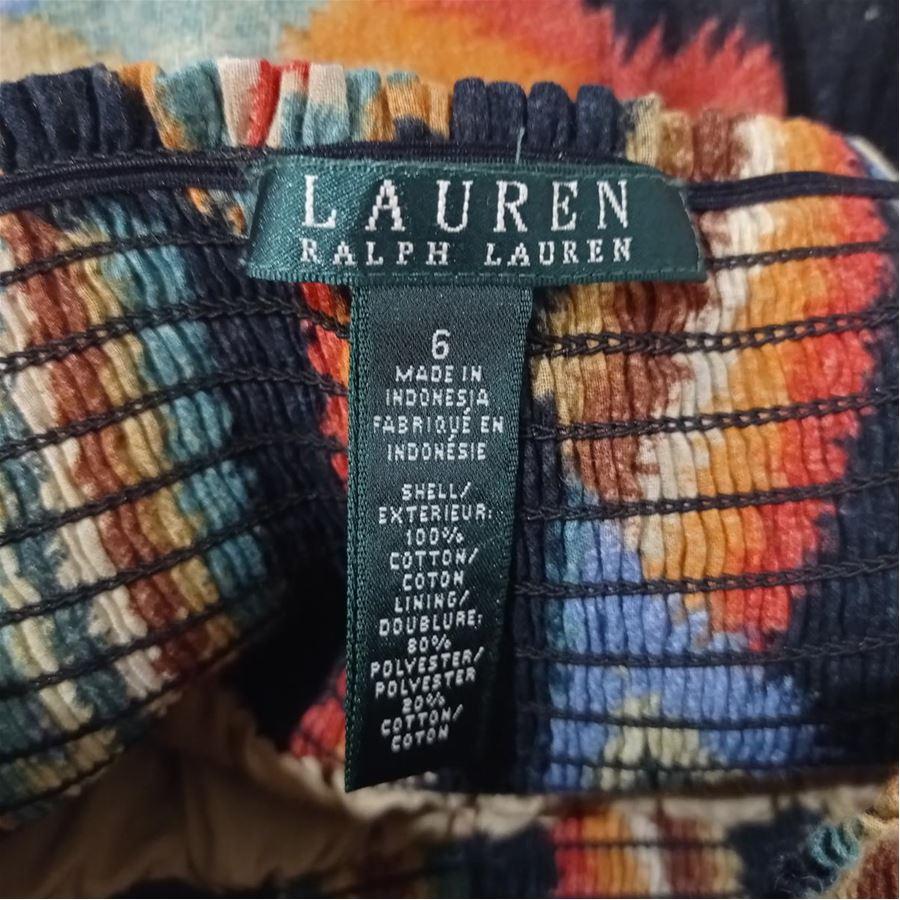 LAUREN
RALPH LAUREN
6
MADE IN
INDONESIA
FABRIQUÉ EN
INDONÉSIE
SHELL/
EXTERIEUR:
100%
COTTON/
COTON
LINING/
DOUBLURE:
80%
POLYESTER/
POLYESTER
20%
COTTON/
COTON